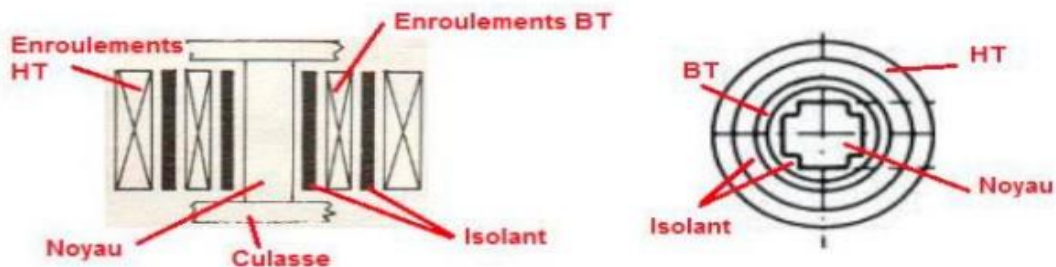 Enroulements
HT
Enroulements BT
Noyau
Culasse
Isolant
BT
HT
Noyau
Isolant